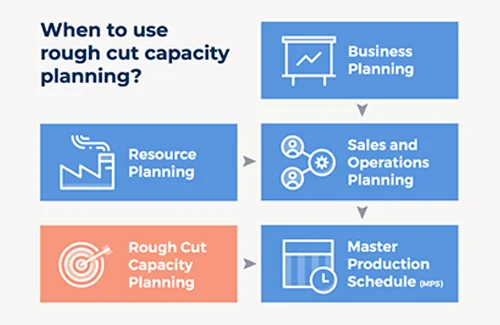 When to use
rough cut capacity
planning?
Business
Planning
Resource
Planning
Sales and
Operations
Planning
Rough Cut
Capacity
Planning
Master
Production
Schedule (MPS)